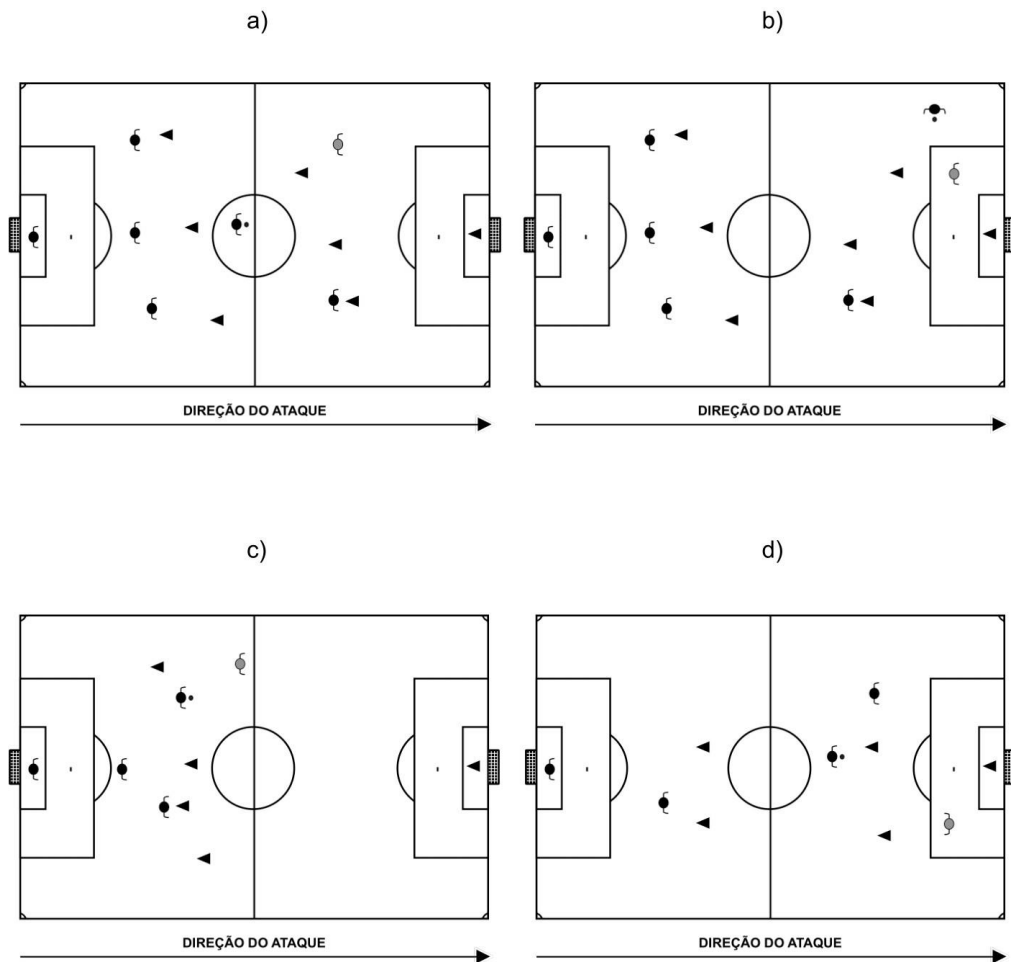 a)
b)
DIREÇÃO DO ATAQUE
DIREÇÃO DO ATAQUE
c)
d)
DIREÇÃO DO ATAQUE
DIREÇÃO DO ATAQUE